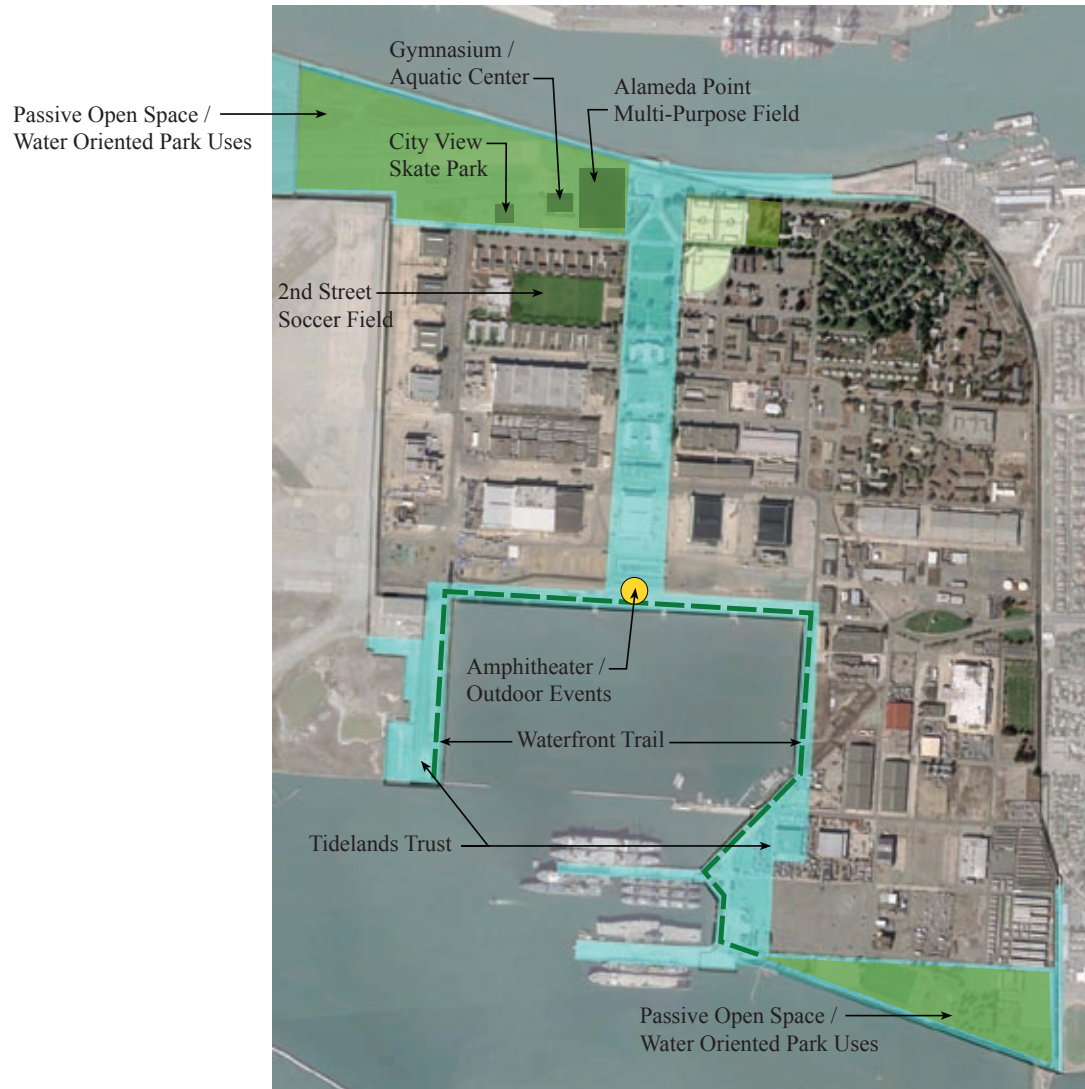 Gymnasium /
Aquatic Center
Alameda Point
Multi-Purpose Field
Passive Open Space /
Water Oriented Park Uses
City View
Skate Park
2nd Street
Soccer Field
Amphitheater /
Outdoor Events
Waterfront Trail
Tidelands Trust
Passive Open Space /
Water Oriented Park Uses